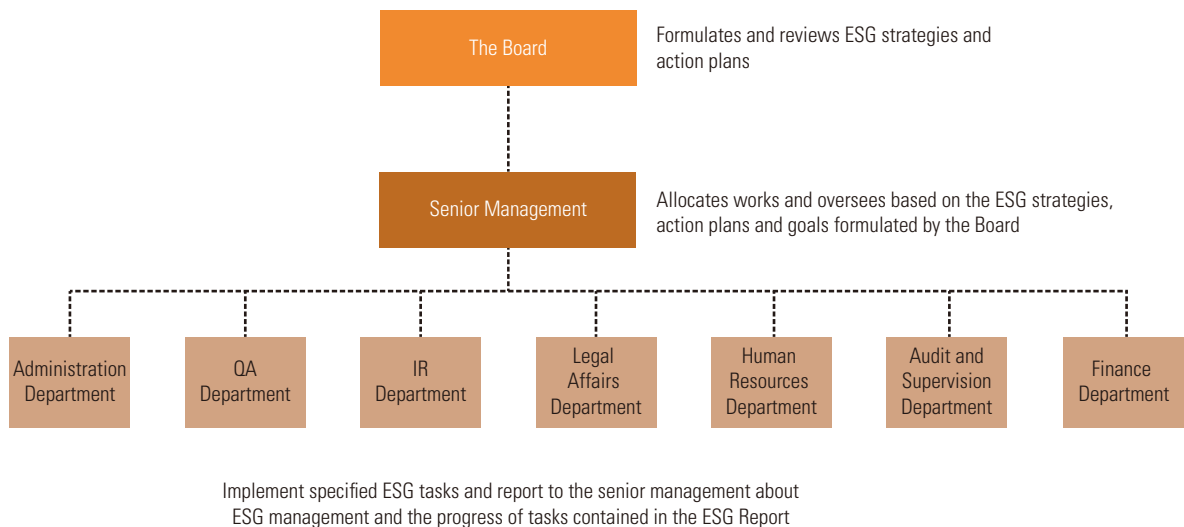 The Board
Formulates and reviews ESG strategies and
action plans
Senior Management
Allocates works and oversees based on the ESG strategies,
action plans and goals formulated by the Board
Administration
Department
QA
Department
IR
Department
Legal
Affairs
Department
Human
Resources
Department
Audit and
Supervision
Department
Finance
Department
Implement specified ESG tasks and report to the senior management about
ESG management and the progress of tasks contained in the ESG Report